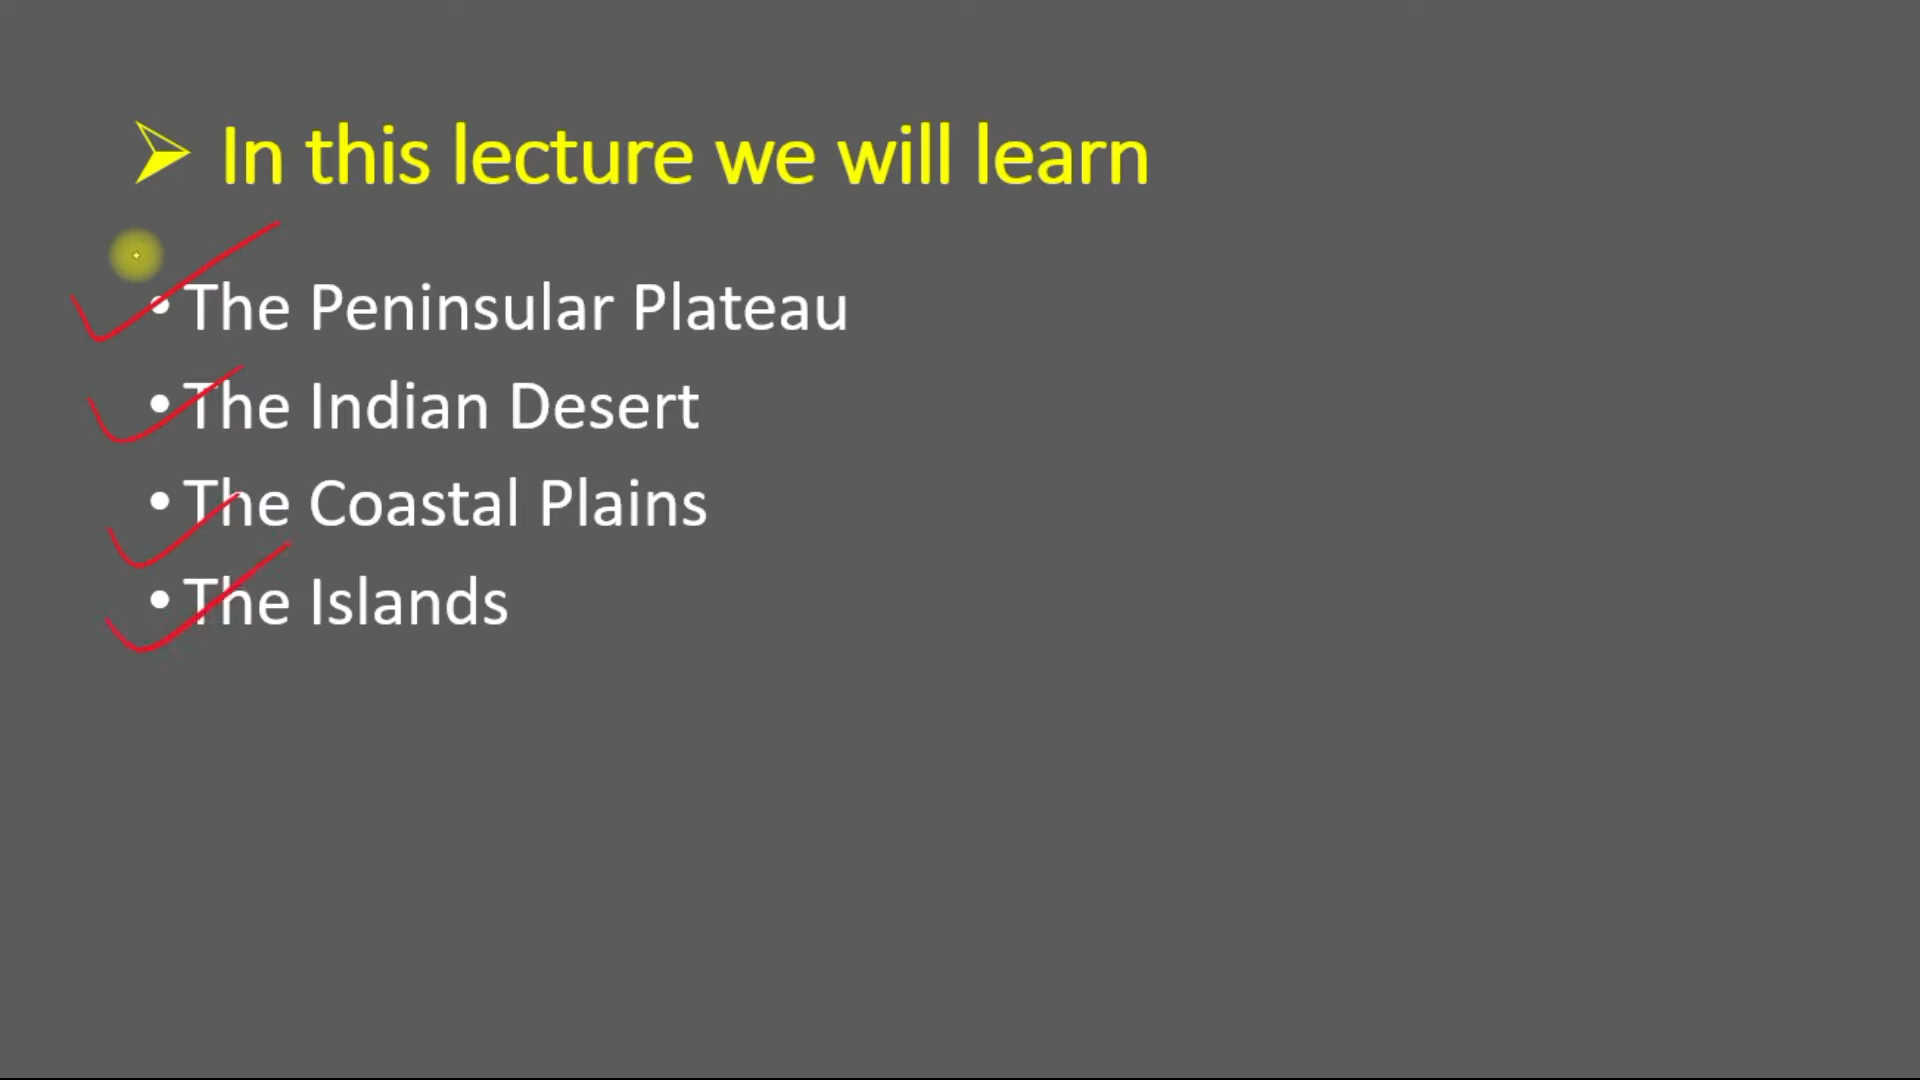 ➢ In this lecture we will learn
• The Peninsular Plateau
• The Indian Desert
• The Coastal Plains
• The Islands